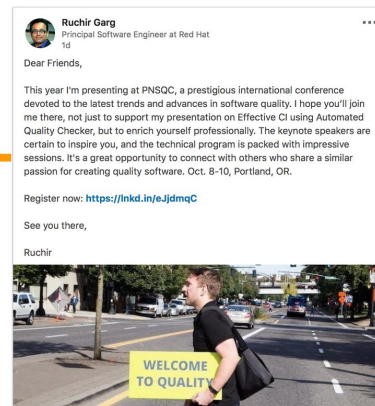 Ruchir Garg
Principal Software Engineer at Red Hat
1d
Dear Friends,
This year I'm presenting at PNSQC, a prestigious international conference
devoted to the latest trends and advances in software quality. I hope you'll join
me there, not just to support my presentation on Effective CI using Automated
Quality Checker, but to enrich yourself professionally. The keynote speakers are
certain to inspire you, and the technical program is packed with impressive
sessions. It's a great opportunity to connect with others who share a similar
passion for creating quality software. Oct. 8-10, Portland, OR.
Register now: https://lnkd.in/eJjdmqC
See you there,
Ruchir
WELCOME
TO QUALITY